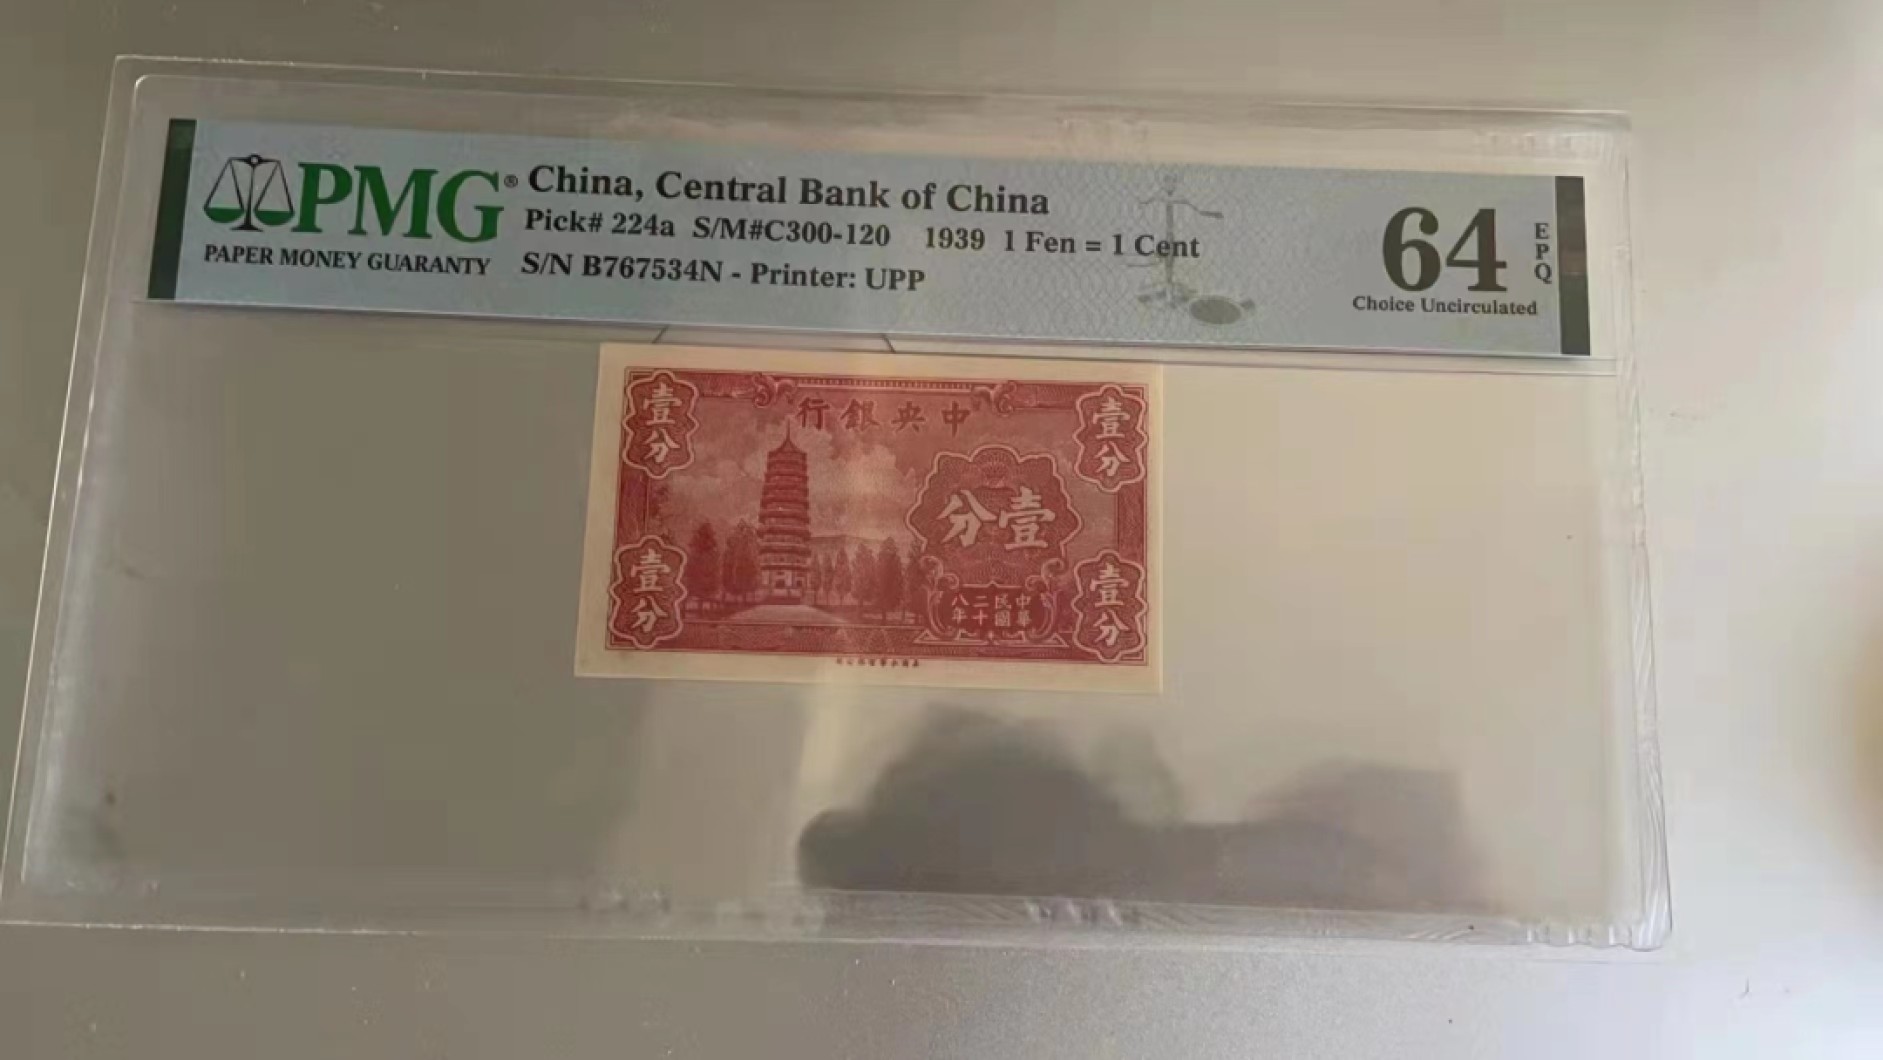 PMG®
PAPER MONEY GUARANTY
China, Central Bank of China
Pick# 224a S/M#C300-120 1939 1 Fen = 1 Cent
S/N B767534N - Printer: UPP
64
EPQ
Choice Uncirculated
行銀央中
壹分
壹分
分壹
壹分
壹分
中華民國二十八年